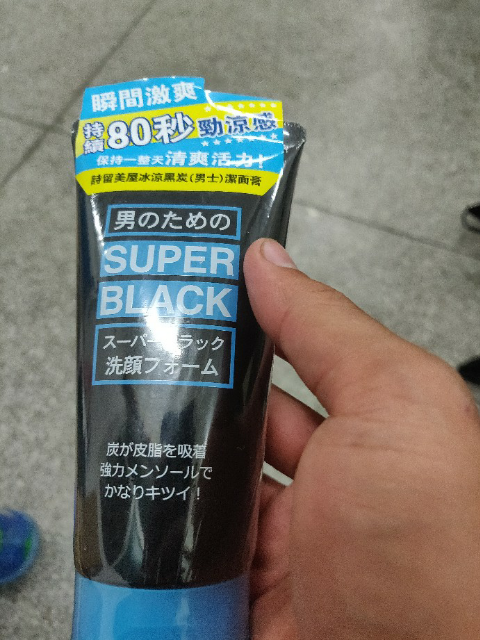 瞬間激爽
持續80秒勁涼感
保持一整天清爽活力!
詩留美屋冰涼黑炭(男士)潔面膏
男のための
SUPER
BLACK
スーパーブラック
洗顔フォーム
炭が皮脂を吸着
強力メンソールで
かなりキツイ!